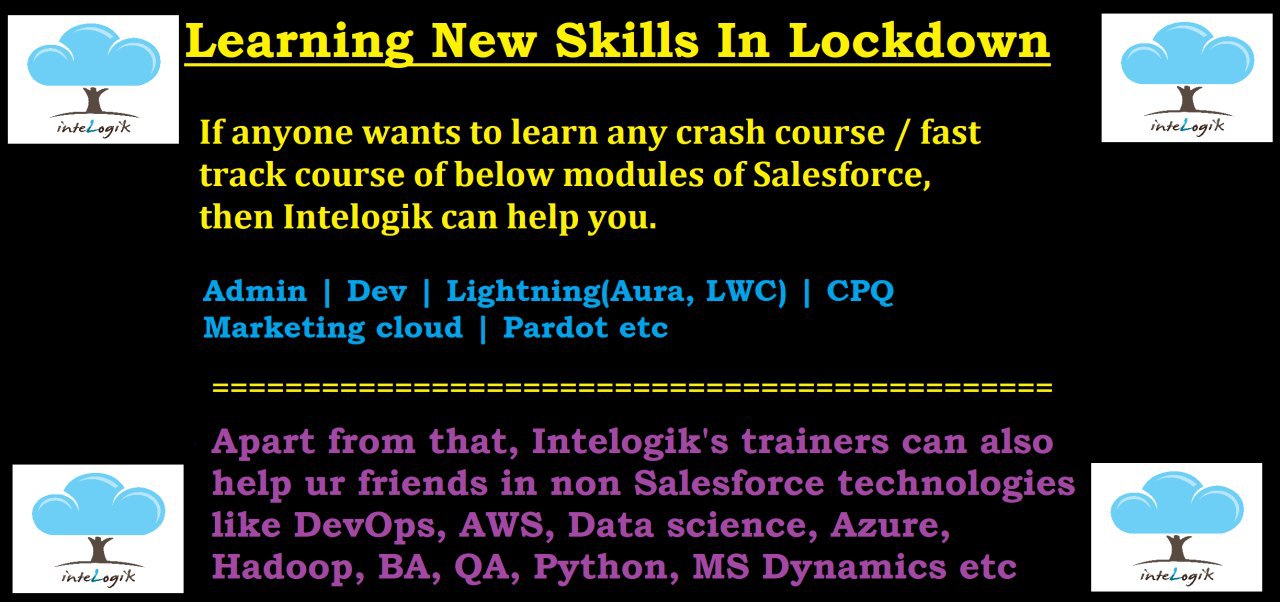 Learning New Skills In Lockdown
inteLogik
inteLogik
If anyone wants to learn any crash course / fast
track course of below modules of Salesforce,
then Intelogik can help you.
Admin | Dev | Lightning(Aura, LWC) | CPQ
Marketing cloud | Pardot etc
==============================================
Apart from that, Intelogik's trainers can also
help ur friends in non Salesforce technologies
like DevOps, AWS, Data science, Azure,
Hadoop, BA, QA, Python, MS Dynamics etc
inteLogik
inteLogik